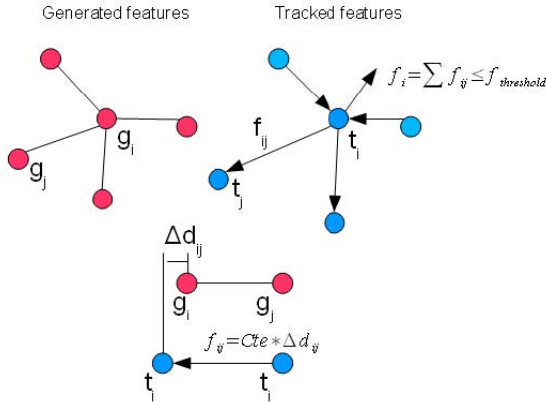 Generated features
Tracked features
f_i=∑ f_ij ≤ f_threshold
g_i
g_j
f_ij
t_i
t_j
Δd_ij
g_i
g_j
f_ij=Cte*Δd_ij
t_i
t_i